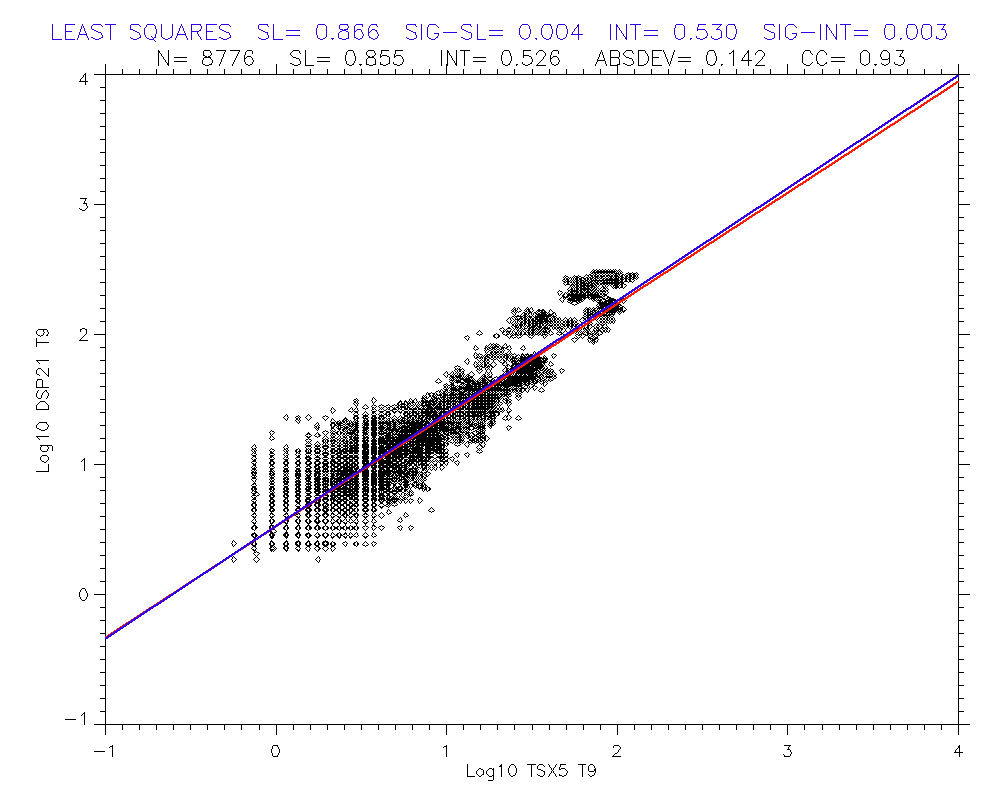 LEAST SQUARES SL= 0.866 SIG-SL= 0.004 INT= 0.530 SIG-INT= 0.003
N= 8776 SL= 0.855 INT= 0.526 ABSDEV= 0.142 CC= 0.93
4
3
2
1
0
-1
Log10 DSP21 T9
-1 0 1 2 3 4
Log10 TSX5 T9